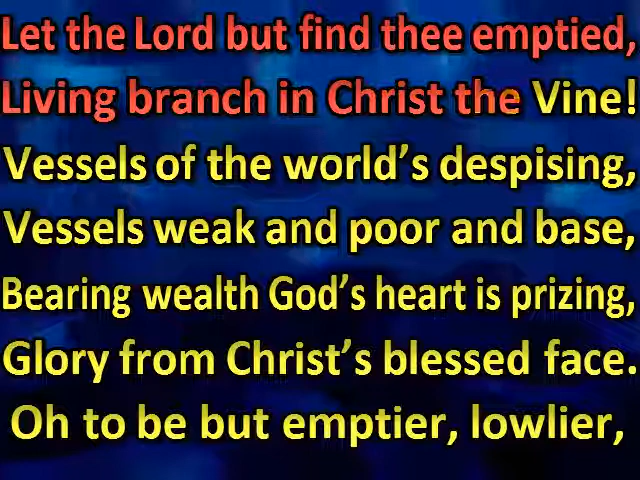 Let the Lord but find thee emptied,
Living branch in Christ the Vine!
Vessels of the world’s despising,
Vessels weak and poor and base,
Bearing wealth God’s heart is prizing,
Glory from Christ’s blessed face.
Oh to be but emptier, lowlier,